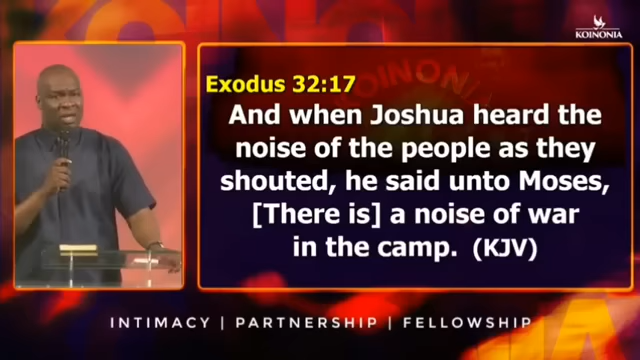 KOINONIA
Exodus 32:17
And when Joshua heard the
noise of the people as they
shouted, he said unto Moses,
[There is] a noise of war
in the camp. (KJV)
INTIMACY | PARTNERSHIP | FELLOWSHIP